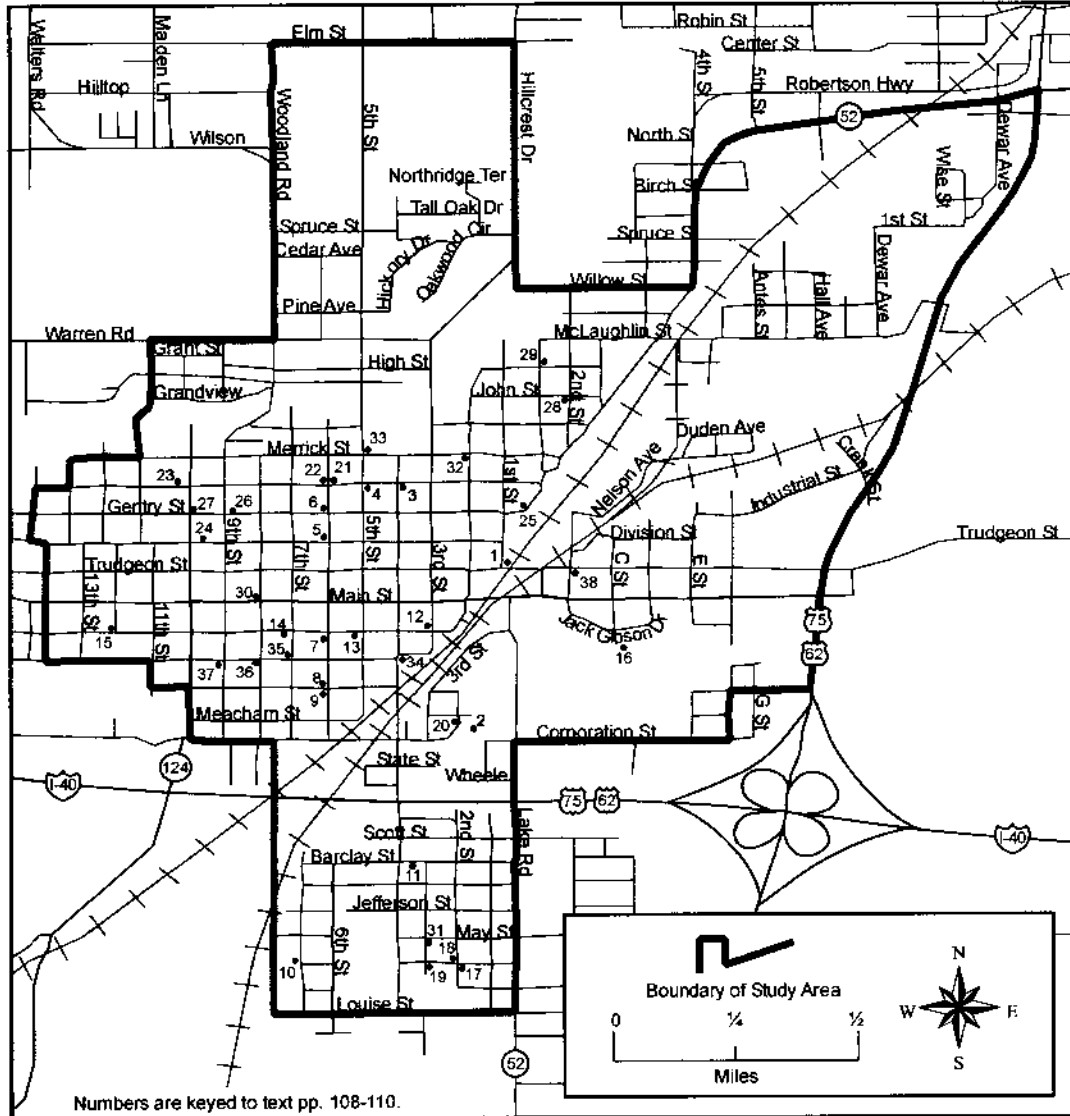 Elm St
Robin St
Center St
Walters Rd
Maiden Ln
Hilltop
Wilson
Woodland Rd
5th St
Hillcrest Dr
4th St
5th St
Robertson Hwy
52
North St
Dewar Ave
Wise St
Northridge Ter
Tall Oak Dr
Birch S
1st St
Spruce St
Cedar Ave
Hickory Dr
Oakwood Cir
Spruce S
Dewar Ave
Willow St
Antes St
Hall Ave
Pine Ave
Warren Rd
McLaughlin St
Grant St
High St
29
Grandview
John St
2nd St
28
Duden Ave
33
Merrick St
32
1st St
Nelson Ave
Creek St
Industrial St
23
22
21
4
3
Gentry St
27
26
6
25
24
9th St
5
5th St
Division St
Trudgeon St
Trudgeon St
7th St
3rd St
1
38
C St
E St
13th St
11th St
30
Main St
12
75
15
14
7
13
Jack Gibson Dr
16
62
35
34
3rd St
37
36
8
9
Meacham St
20
2
Corporation St
G St
124
State St
Wheele
I-40
75
62
Lake Rd
I-40
Scott St
2nd St
Barclay St
11
Jefferson St
6th St
31
May St
18
10
19
17
Louise St
52
Boundary of Study Area
0
¼
½
Miles
N
W
E
S
Numbers are keyed to text pp. 108-110.